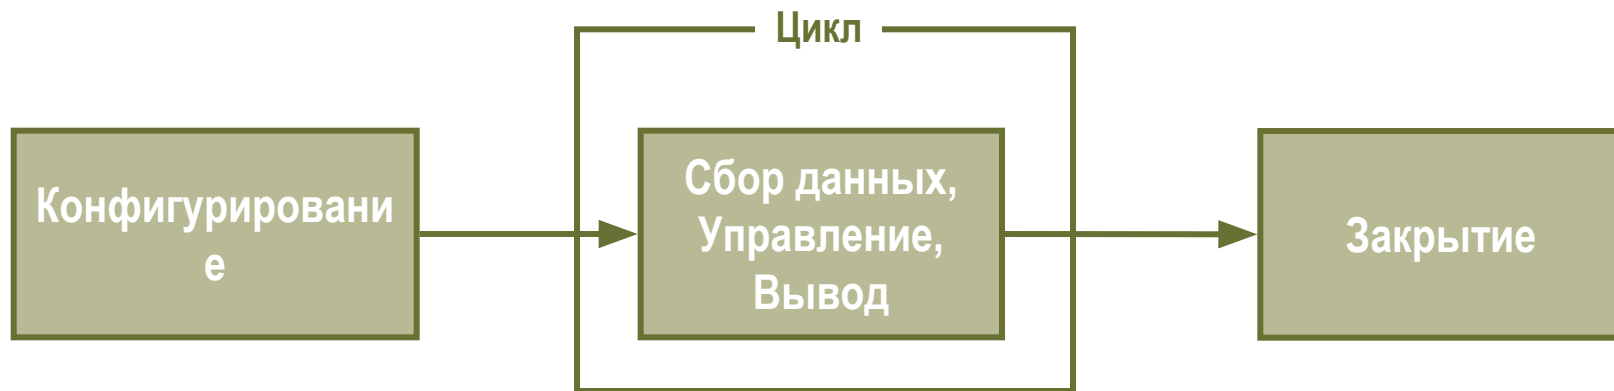 Цикл
Конфигурировани
е
Сбор данных,
Управление,
Вывод
Закрытие